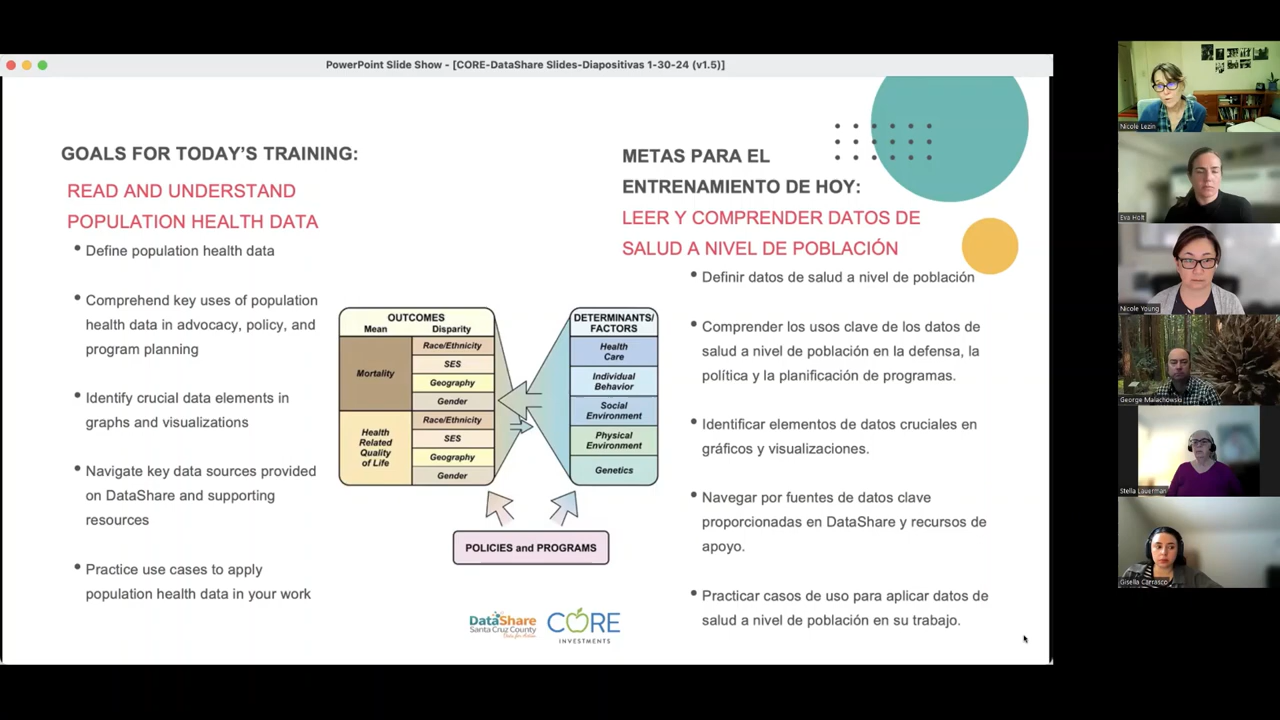 PowerPoint Slide Show - [CORE-DataShare Slides-Diapositivas 1-30-24 (v1.5)]
GOALS FOR TODAY'S TRAINING:
READ AND UNDERSTAND
POPULATION HEALTH DATA
• Define population health data
• Comprehend key uses of population
health data in advocacy, policy, and
program planning
• Identify crucial data elements in
graphs and visualizations
• Navigate key data sources provided
on DataShare and supporting
resources
• Practice use cases to apply
population health data in your work
OUTCOMES
Mean Disparity
Mortality
Race/Ethnicity
SES
Geography
Gender
Health
Related
Quality
of Life
Race/Ethnicity
SES
Geography
Gender
DETERMINANTS/
FACTORS
Health
Care
Individual
Behavior
Social
Environment
Physical
Environment
Genetics
POLICIES and PROGRAMS
DataShare
Santa Cruz County
CORE
INVESTMENTS
METAS PARA EL
ENTRENAMIENTO DE HOY:
LEER Y COMPRENDER DATOS DE
SALUD A NIVEL DE POBLACIÓN
• Definir datos de salud a nivel de población
• Comprender los usos clave de los datos de
salud a nivel de población en la defensa, la
política y la planificación de programas.
• Identificar elementos de datos cruciales en
gráficos y visualizaciones.
• Navegar por fuentes de datos clave
proporcionadas en DataShare y recursos de
apoyo.
• Practicar casos de uso para aplicar datos de
salud a nivel de población en su trabajo.
Nicole Lezin
Eva Holt
Nicole Young
George Malachowski
Stella Lauerman
Gisella Carrasco